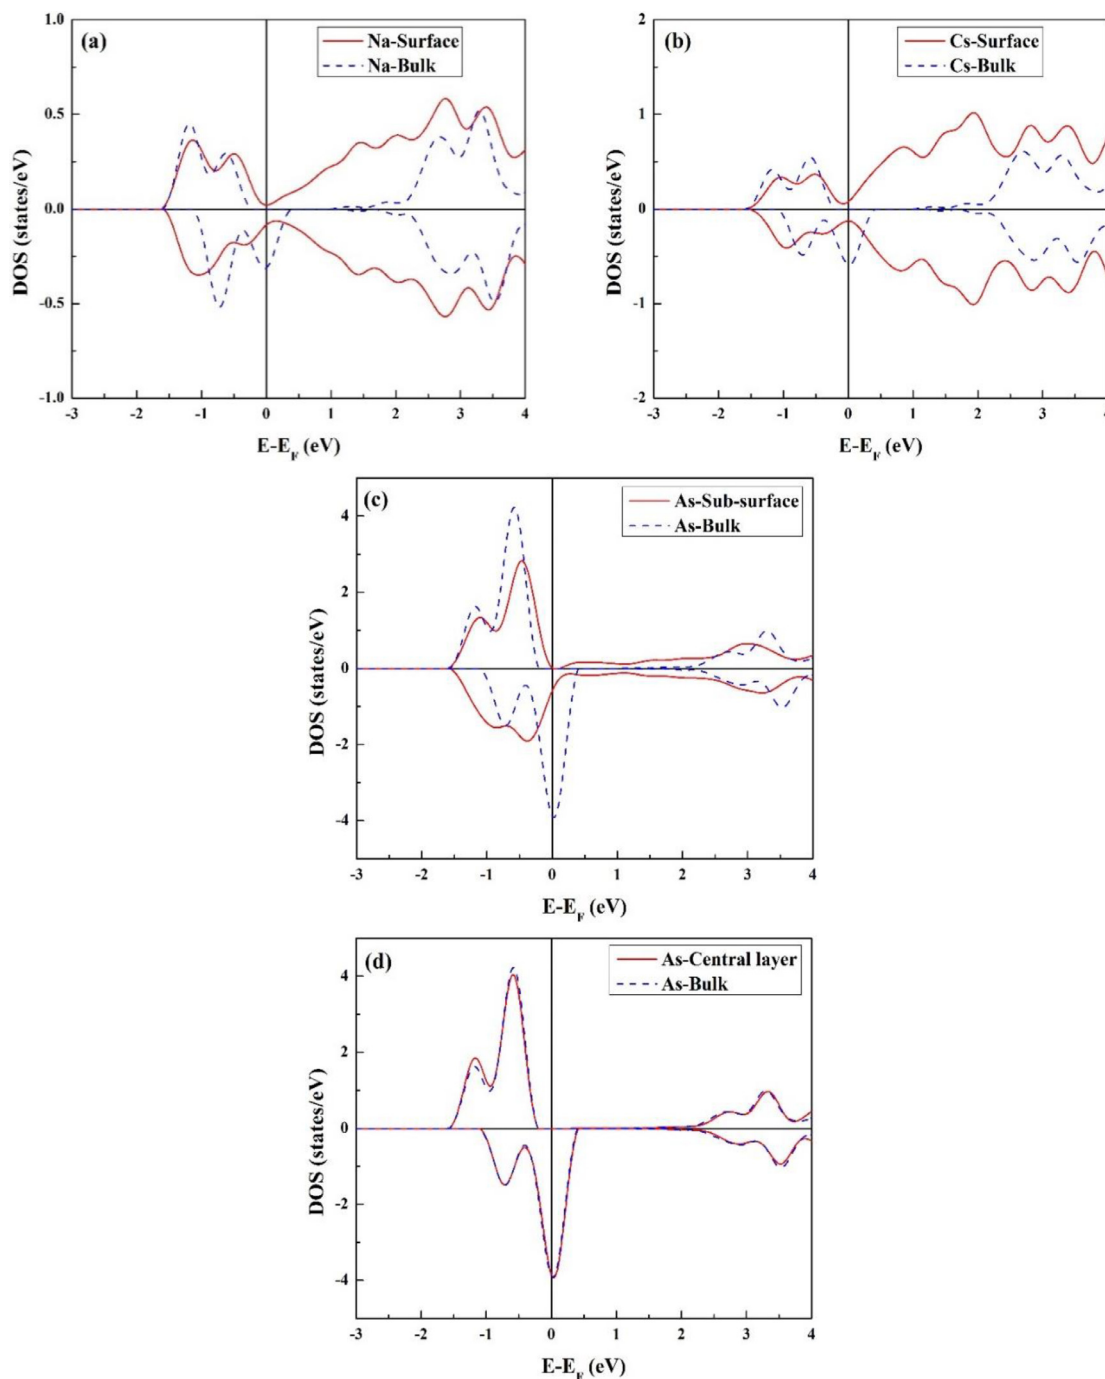 (a)
Na-Surface
Na-Bulk
1.0
0.5
0.0
-0.5
-1.0
DOS (states/eV)
-3 -2 -1 0 1 2 3 4
E-E_F (eV)
(b)
Cs-Surface
Cs-Bulk
2
1
0
-1
-2
DOS (states/eV)
-3 -2 -1 0 1 2 3 4
E-E_F (eV)
(c)
As-Sub-surface
As-Bulk
4
2
0
-2
-4
DOS (states/eV)
-3 -2 -1 0 1 2 3 4
E-E_F (eV)
(d)
As-Central layer
As-Bulk
4
2
0
-2
-4
DOS (states/eV)
-3 -2 -1 0 1 2 3 4
E-E_F (eV)